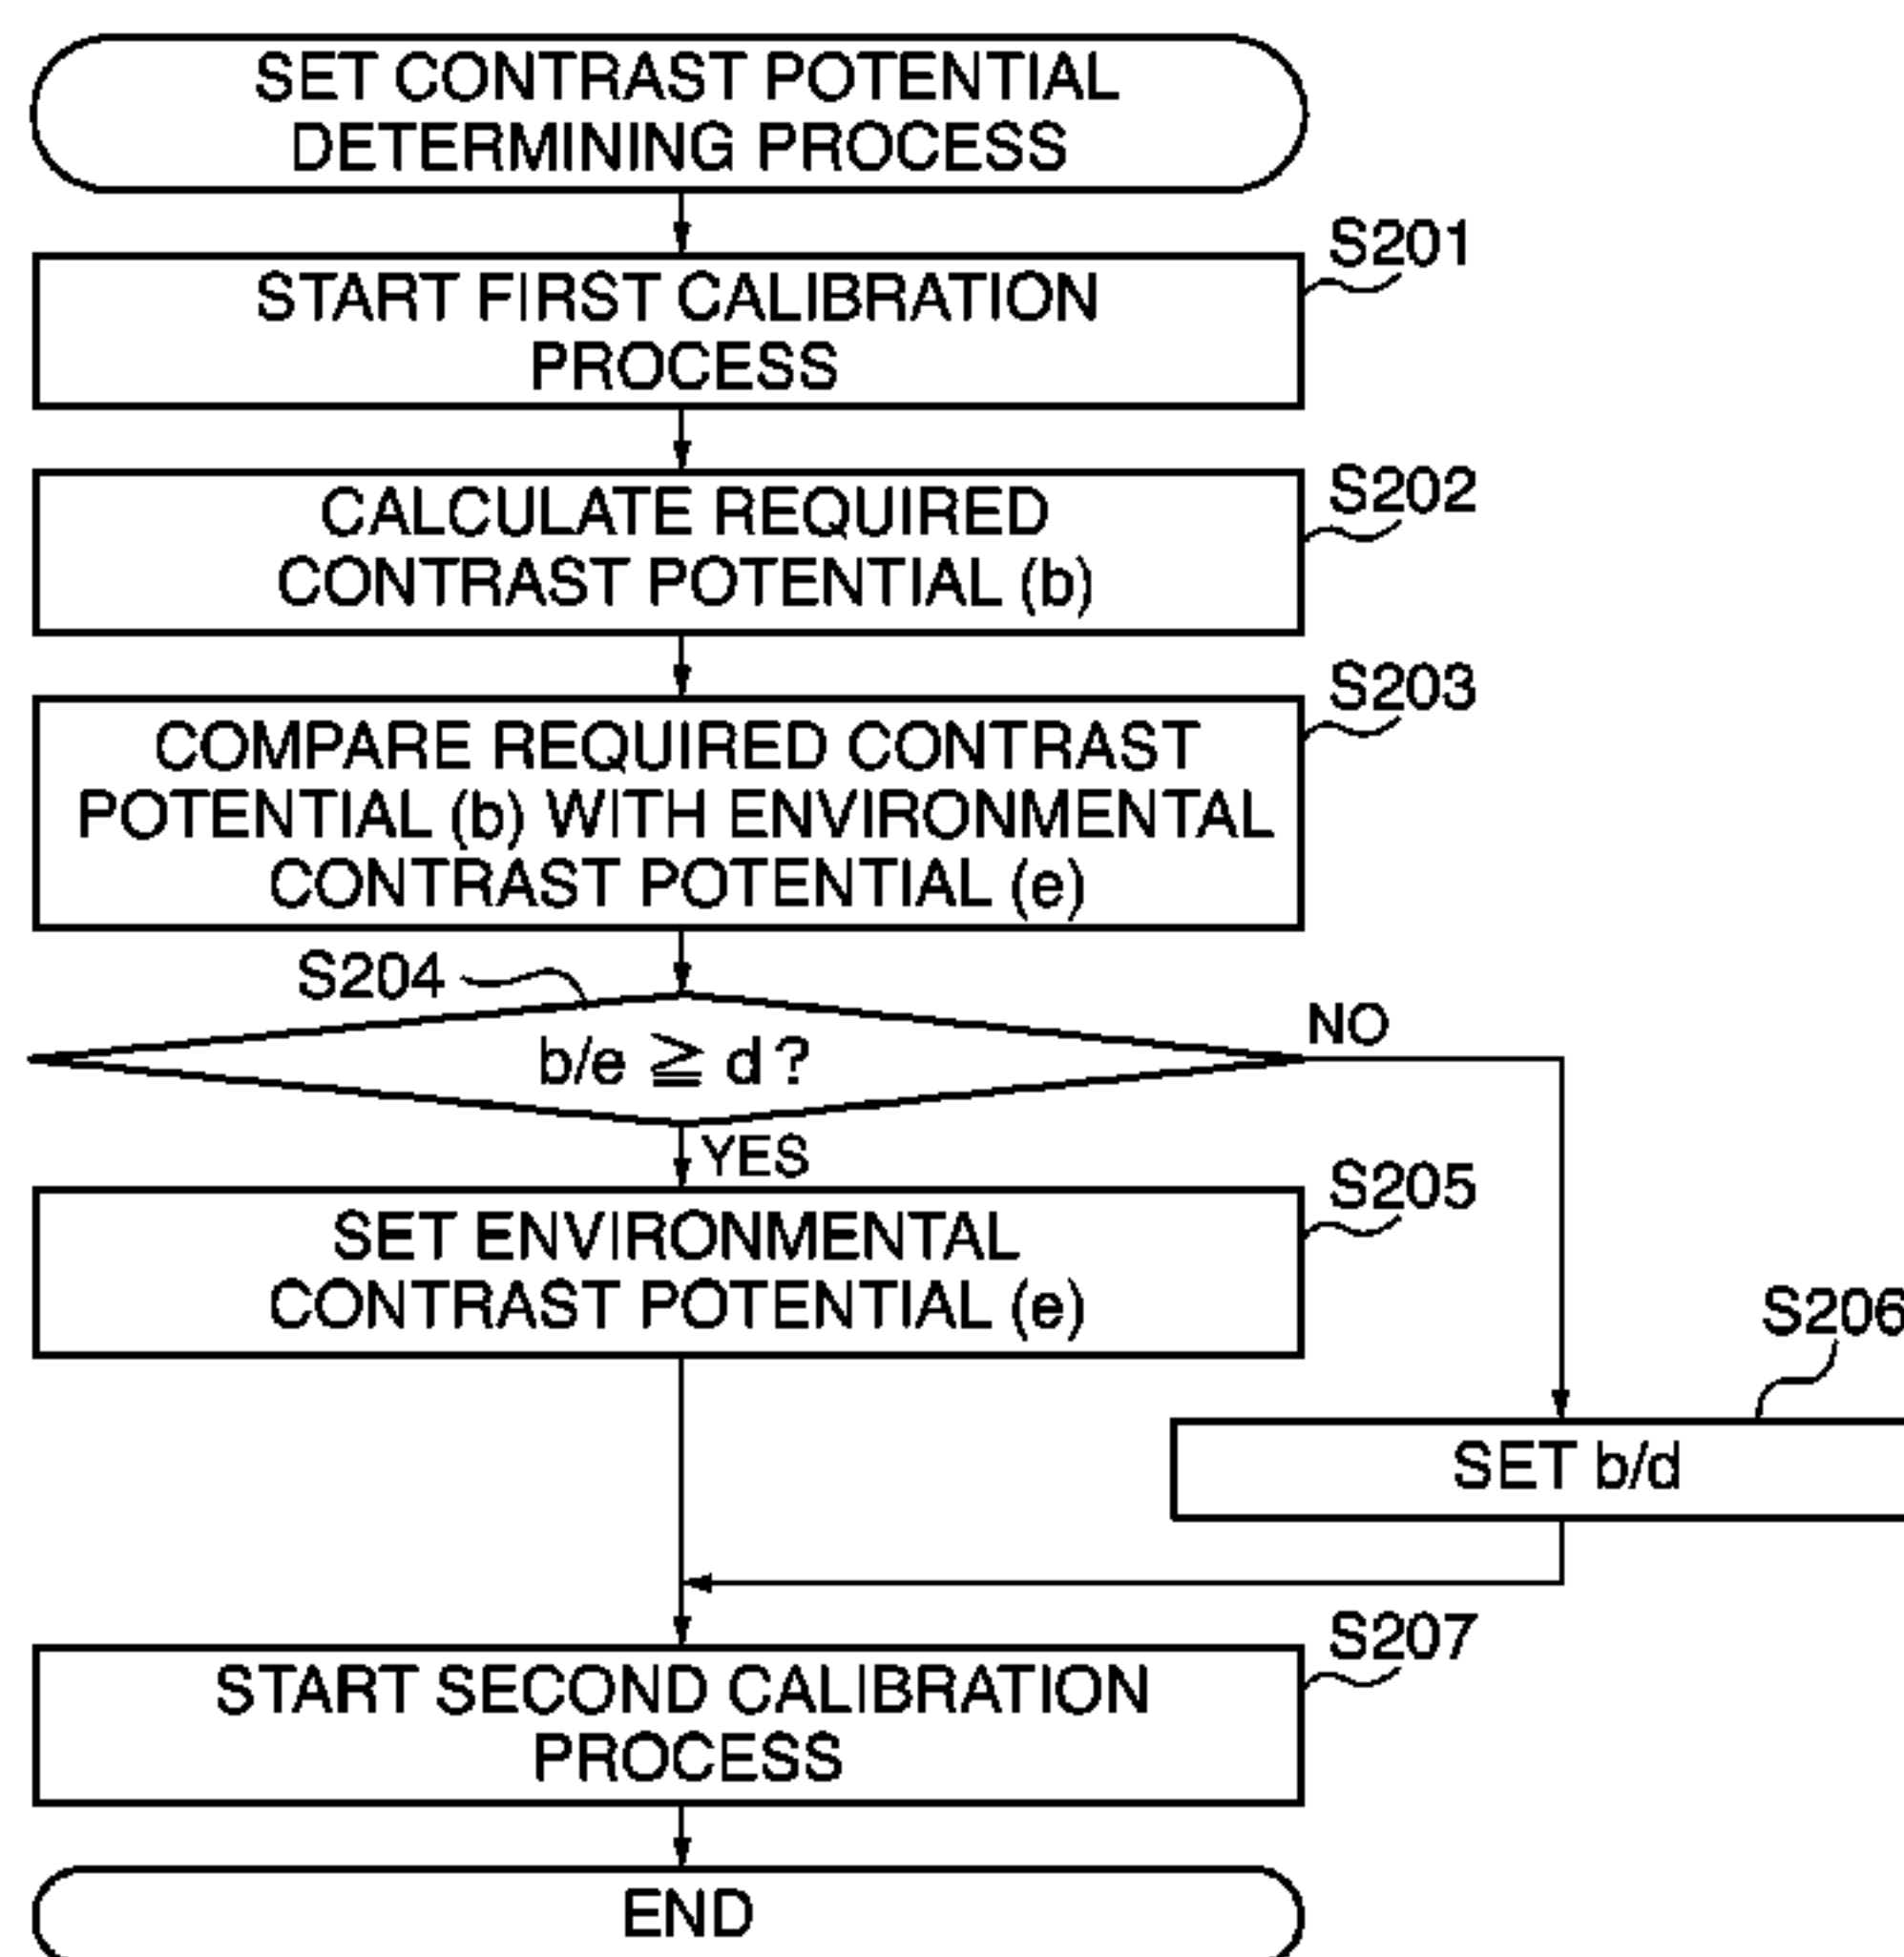 SET CONTRAST POTENTIAL
DETERMINING PROCESS
S201
START FIRST CALIBRATION
PROCESS
S202
CALCULATE REQUIRED
CONTRAST POTENTIAL (b)
S203
COMPARE REQUIRED CONTRAST
POTENTIAL (b) WITH ENVIRONMENTAL
CONTRAST POTENTIAL (e)
S204
b/e ≧ d ?
NO
YES
S205
SET ENVIRONMENTAL
CONTRAST POTENTIAL (e)
S206
SET b/d
S207
START SECOND CALIBRATION
PROCESS
END